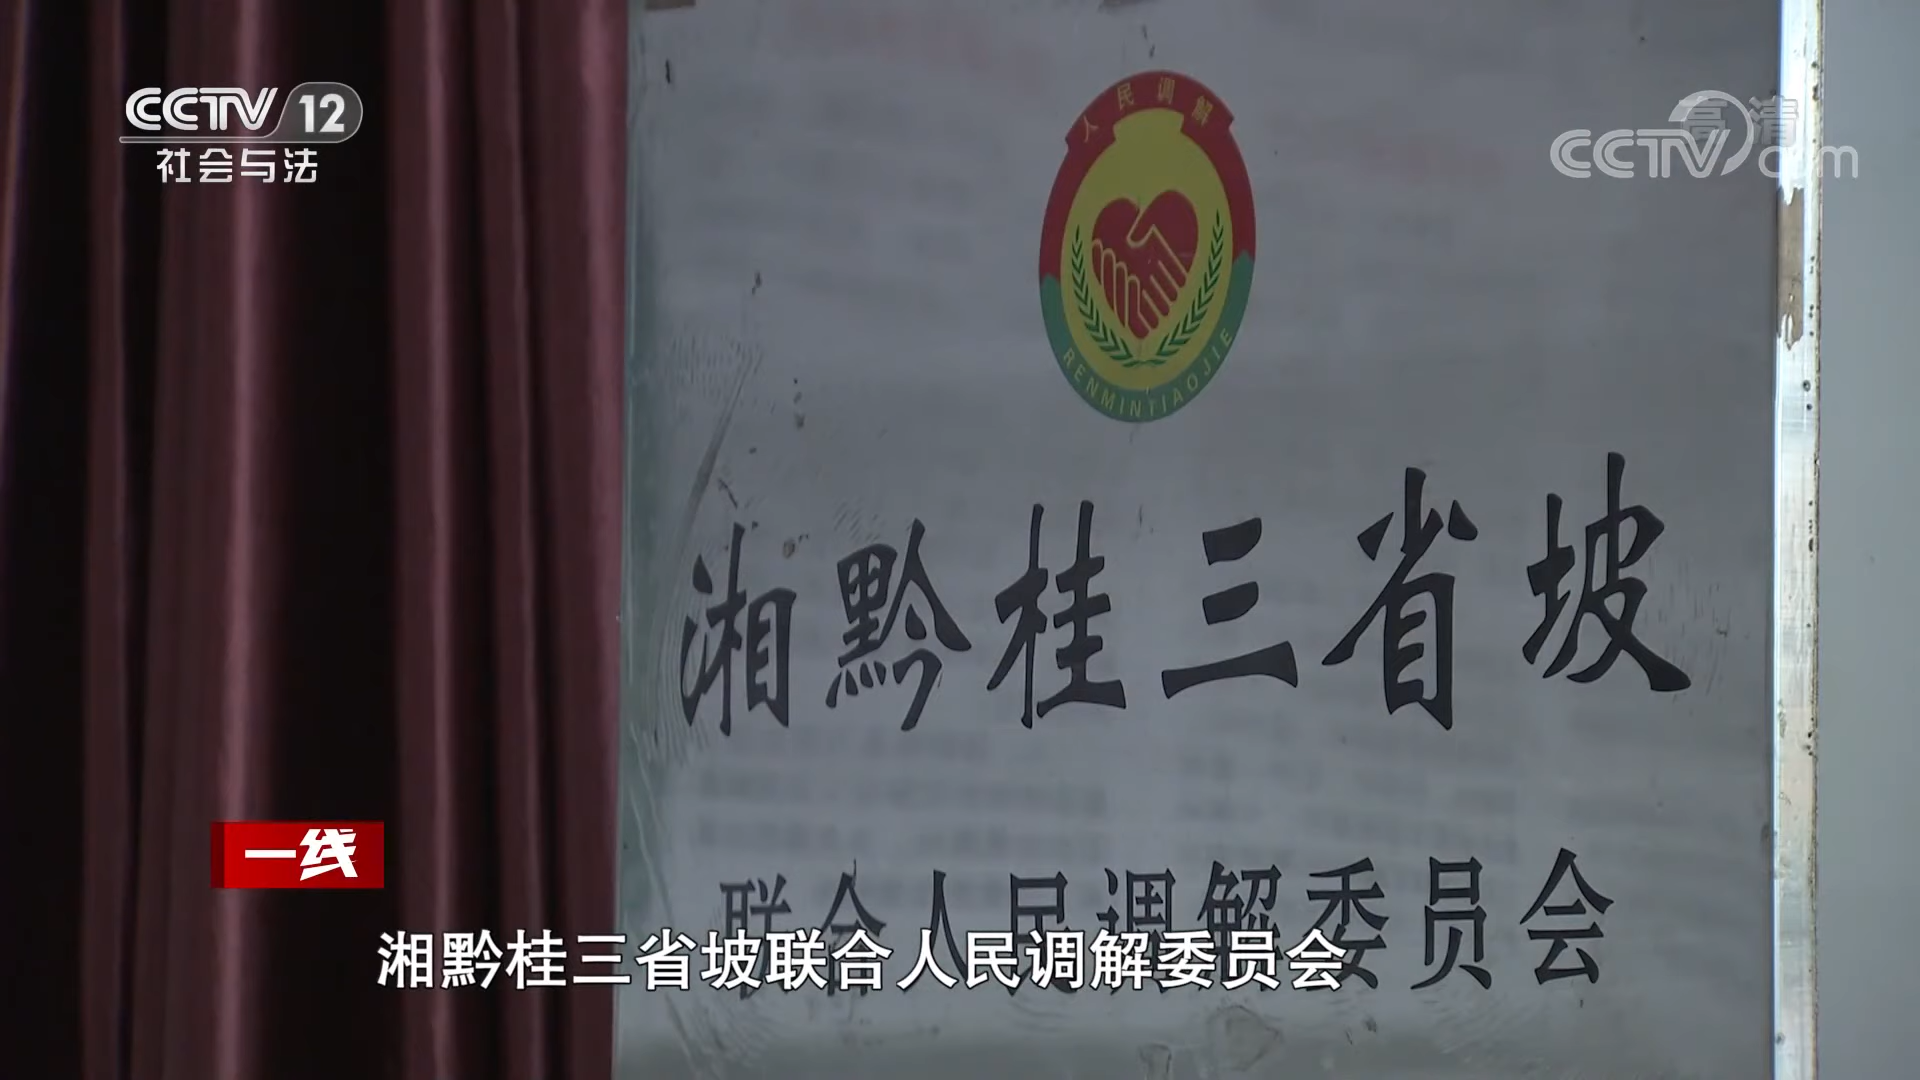 CCTV 12
社会与法
高清
CCTV.com
人民调解
RENMINTIAOJIE
湘黔桂三省坡
联合人民调解委员会
一线
湘黔桂三省坡联合人民调解委员会